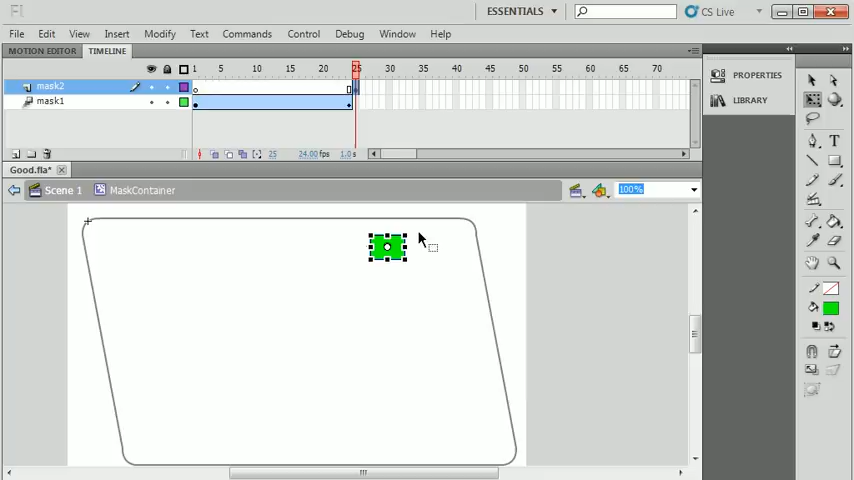 Fl
ESSENTIALS
CS Live
File Edit View Insert Modify Text Commands Control Debug Window Help
MOTION EDITOR TIMELINE
1 5 10 15 20 25 30 35 40 45 50 55 60 65 70
mask2
mask1
25 24.00 fps 1.0 s
Good.fla*
Scene 1 MaskContainer 100%
PROPERTIES
LIBRARY
T